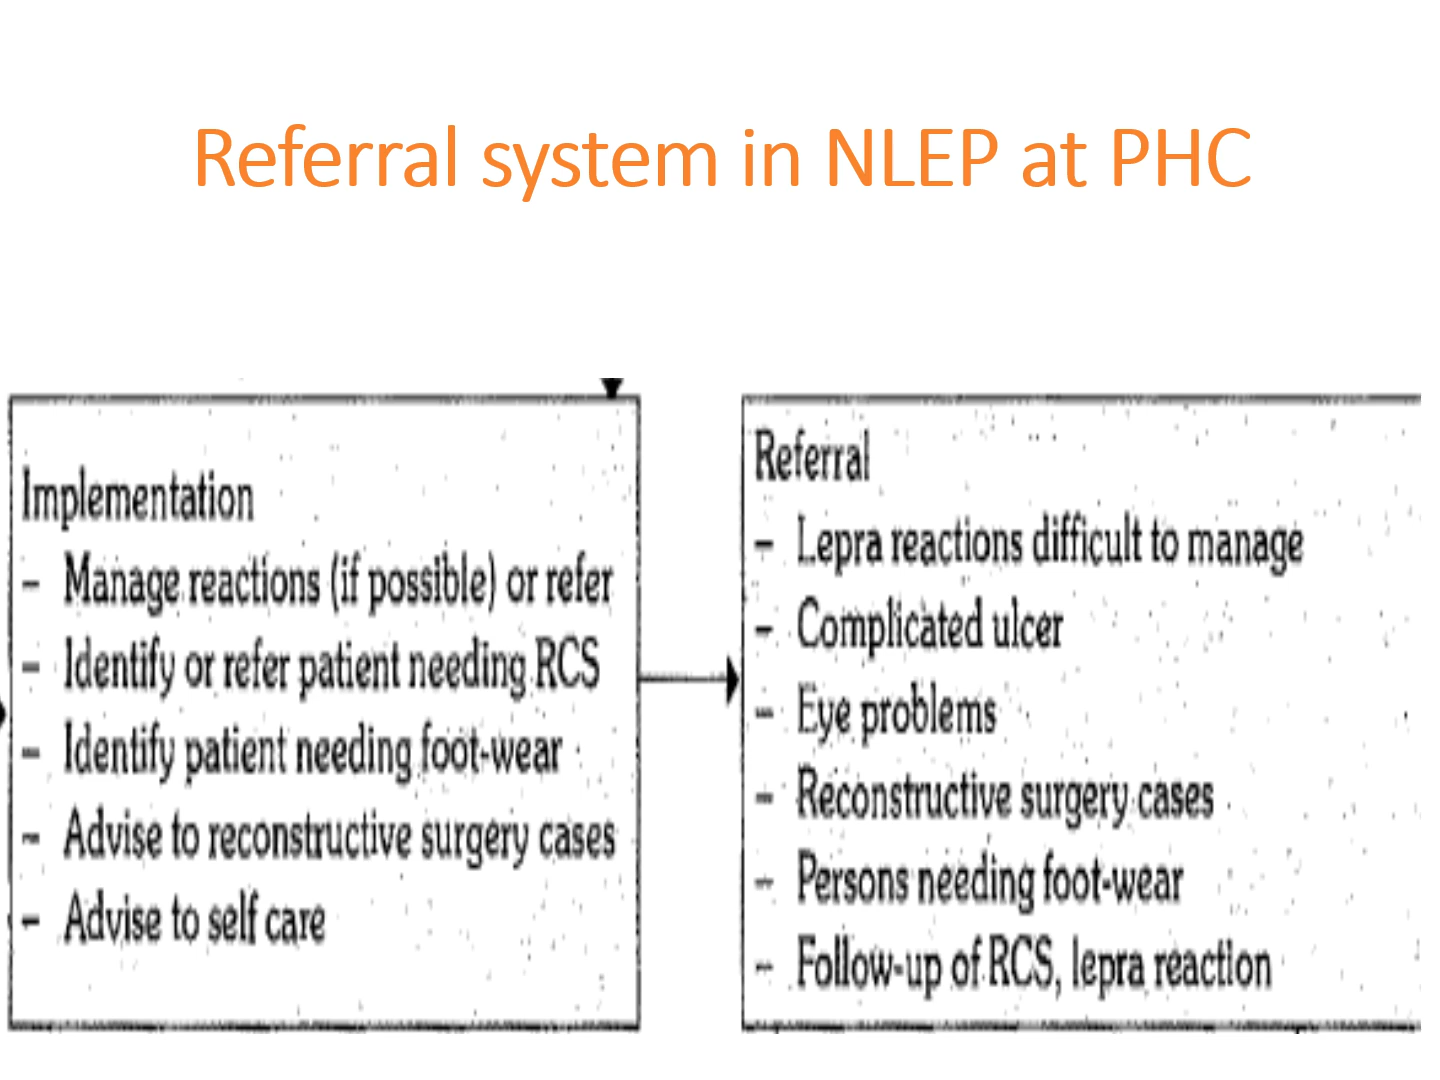 Referral system in NLEP at PHC
Implementation
– Manage reactions (if possible) or refer
– Identify or refer patient needing RCS
– Identify patient needing foot-wear
– Advise to reconstructive surgery cases
– Advise to self care
Referral
– Lepra reactions difficult to manage
– Complicated ulcer
– Eye problems
– Reconstructive surgery cases
– Persons needing foot-wear
– Follow-up of RCS, lepra reaction